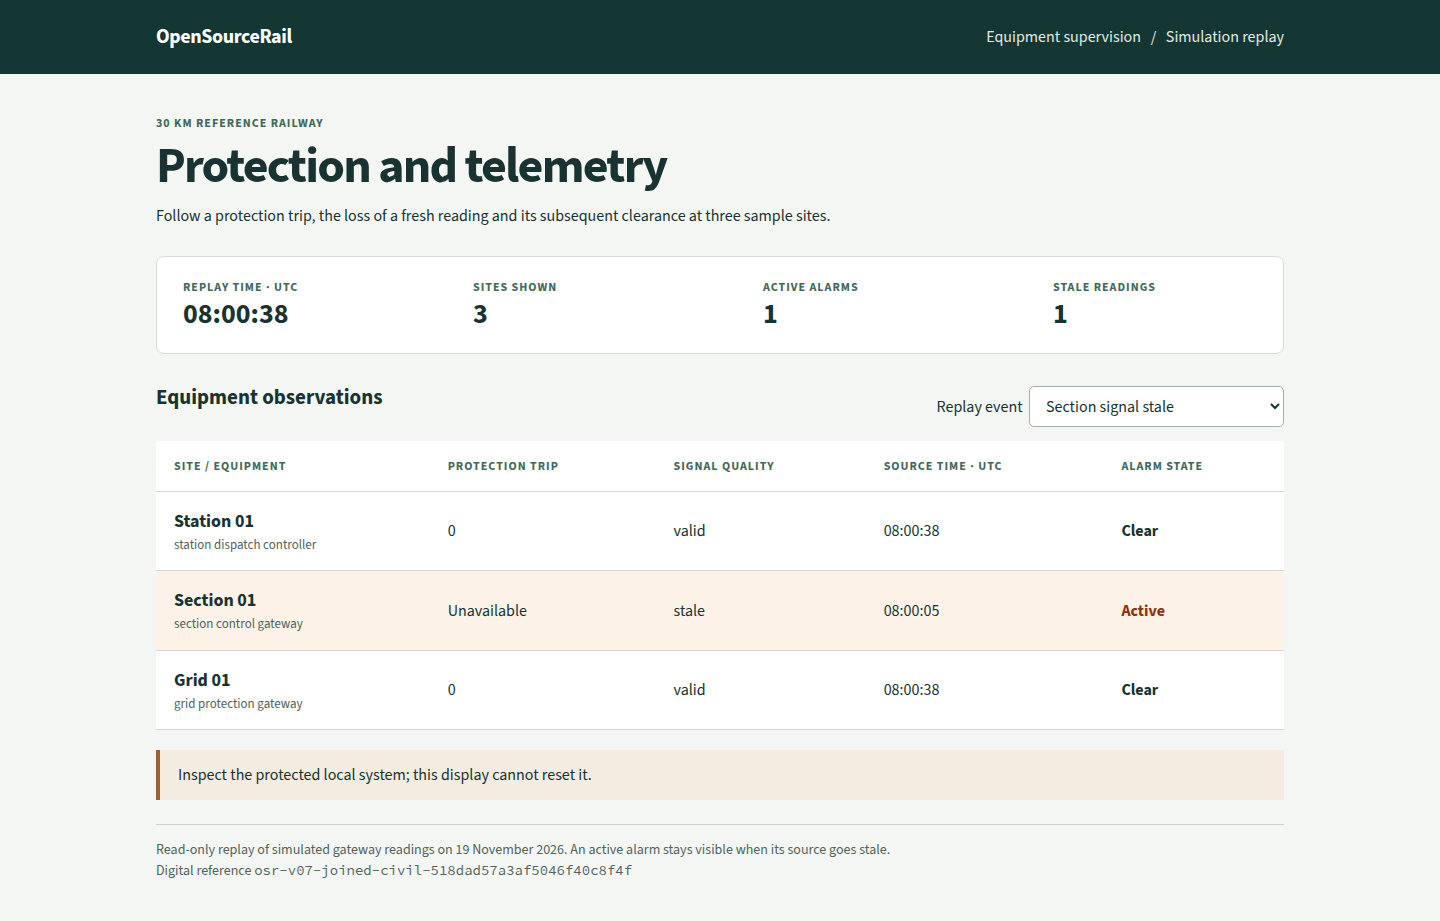 OpenSourceRail
Equipment supervision / Simulation replay
30 KM REFERENCE RAILWAY
Protection and telemetry
Follow a protection trip, the loss of a fresh reading and its subsequent clearance at three sample sites.
REPLAY TIME · UTC SITES SHOWN ACTIVE ALARMS STALE READINGS
08:00:38 3 1 1
Equipment observations
Replay event Section signal stale
SITE / EQUIPMENT PROTECTION TRIP SIGNAL QUALITY SOURCE TIME · UTC ALARM STATE
Station 01
station dispatch controller
0 valid 08:00:38 Clear
Section 01
section control gateway
Unavailable stale 08:00:05 Active
Grid 01
grid protection gateway
0 valid 08:00:38 Clear
Inspect the protected local system; this display cannot reset it.
Read-only replay of simulated gateway readings on 19 November 2026. An active alarm stays visible when its source goes stale.
Digital reference osr-v07-joined-civil-518dad57a3af5046f40c8f4f